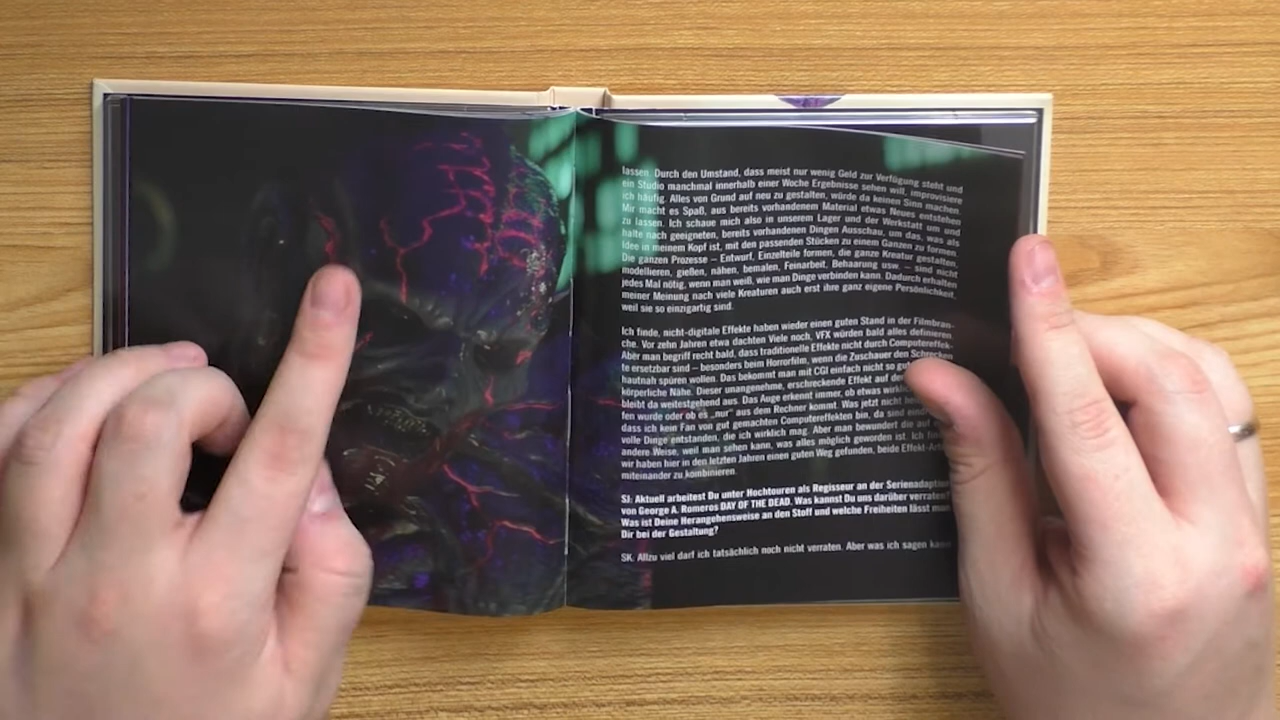 lassen. Durch den Umstand, dass meist nur wenig Geld zur Verfügung steht und
ein Studio manchmal innerhalb einer Woche Ergebnisse sehen will, improvisiere
ich häufig. Alles von Grund auf neu zu gestalten, würde da keinen Sinn machen.
Mir macht es Spaß, aus bereits vorhandenem Material etwas Neues entstehen
zu lassen. Ich schaue mich also in unserem Lager und der Werkstatt um und
halte nach geeigneten, bereits vorhandenen Dingen Ausschau, um das, was als
Idee in meinem Kopf ist, mit den passenden Stücken zu einem Ganzen zu formen.
Die ganzen Prozesse – Entwurf, Einzelteile formen, die ganze Kreatur gestalten,
modellieren, gießen, nähen, bemalen, Feinarbeit, Behaarung usw. – sind nicht
jedes Mal nötig, wenn man weiß, wie man Dinge verbinden kann. Dadurch erhalten
meiner Meinung nach viele Kreaturen auch erst ihre ganz eigene Persönlichkeit,
weil sie so einzigartig sind.
Ich finde, nicht-digitale Effekte haben wieder einen guten Stand in der Filmbran-
che. Vor zehn Jahren etwa dachten Viele noch, VFX würden bald alles definieren.
Aber man begriff recht bald, dass traditionelle Effekte nicht durch Computereffek-
te ersetzbar sind – besonders beim Horrorfilm, wenn die Zuschauer den Schrecken
hautnah spüren wollen. Das bekommt man mit CGI einfach nicht so
körperliche Nähe. Dieser unangenehme, erschreckende Effekt auf
bleibt da weitestgehend aus. Das Auge erkennt immer, ob etwas
fen wurde oder ob es „nur“ aus dem Rechner kommt. Was jetzt nicht
dass ich kein Fan von gut gemachten Computereffekten bin, da sind
volle Dinge entstanden, die ich wirklich mag. Aber man bewundert die auf
andere Weise, weil man sehen kann, was alles möglich geworden ist. Ich
wir haben hier in den letzten Jahren einen guten Weg gefunden, beide
miteinander zu kombinieren.
SJ: Aktuell arbeitest Du unter Hochtouren als Regisseur an der Serienadaption
von George A. Romeros DAY OF THE DEAD. Was kannst Du uns darüber verraten?
Was ist Deine Herangehensweise an den Stoff und welche Freiheiten lässt man
Dir bei der Gestaltung?
SK. Allzu viel darf ich tatsächlich noch nicht verraten. Aber was ich sagen kann